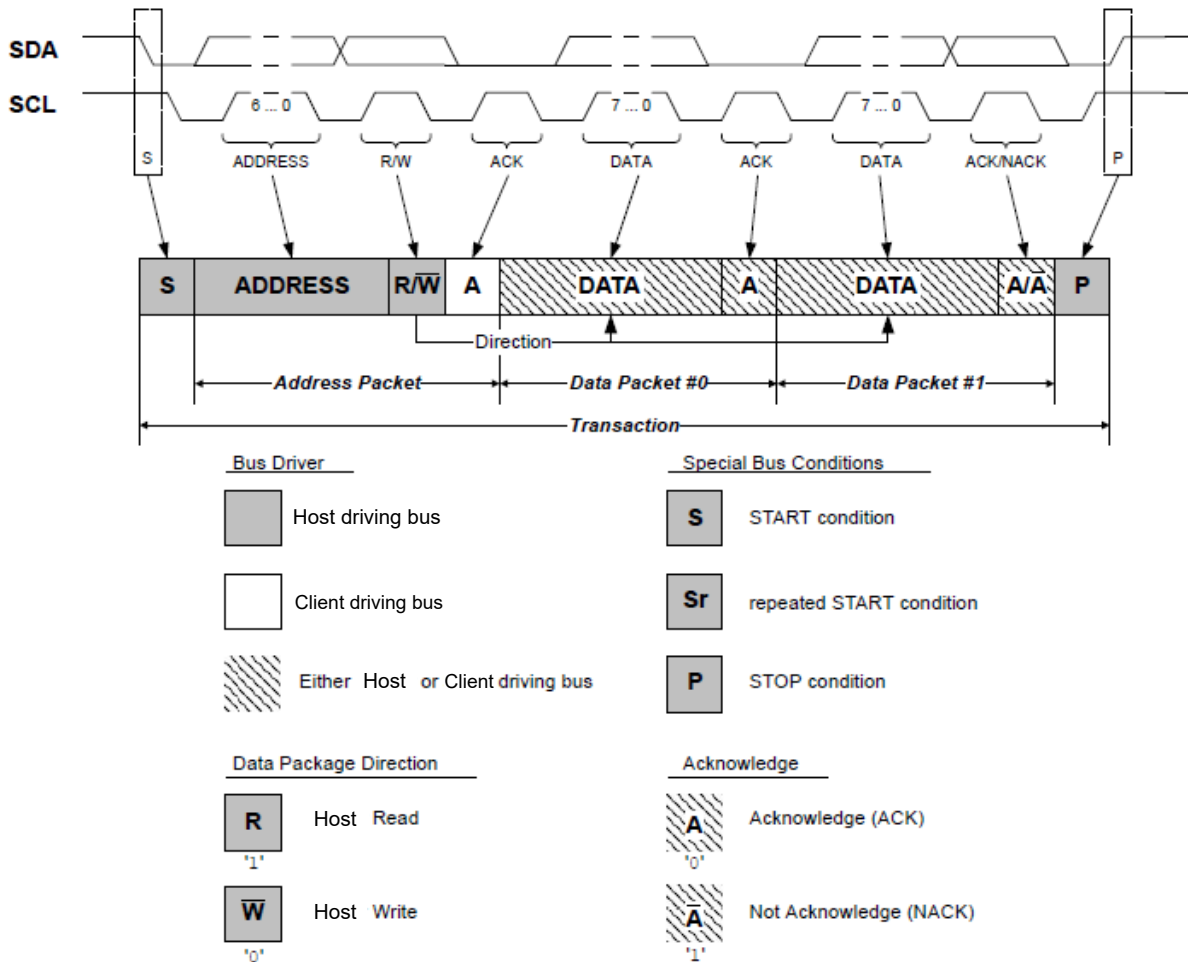 SDA
SCL
6 ... 0
7 ... 0
7 ... 0
S
ADDRESS
R/W
ACK
DATA
ACK
DATA
ACK/NACK
P
S
ADDRESS
R/W̅
A
DATA
A
DATA
A/A̅
P
Direction
Address Packet
Data Packet #0
Data Packet #1
Transaction
Bus Driver
Host driving bus
Client driving bus
Either Host or Client driving bus
Special Bus Conditions
S START condition
Sr repeated START condition
P STOP condition
Data Package Direction
R Host Read
"1"
W̅ Host Write
"0"
Acknowledge
A Acknowledge (ACK)
"0"
A̅ Not Acknowledge (NACK)
"1"